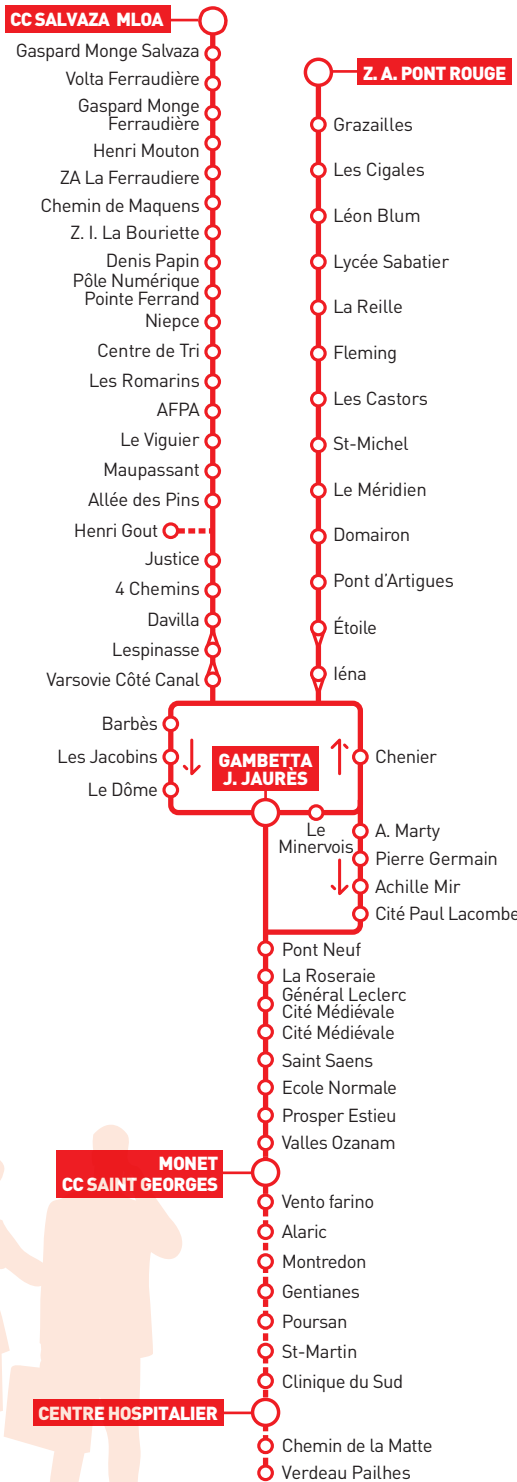 CC SALVAZA MLOA
Gaspard Monge Salvaza
Volta Ferraudière
Gaspard Monge
Ferraudière
Henri Mouton
ZA La Ferraudiere
Chemin de Maquens
Z. I. La Bouriette
Denis Papin
Pôle Numérique
Pointe Ferrand
Niepce
Centre de Tri
Les Romarins
AFPA
Le Viguier
Maupassant
Allée des Pins
Henri Gout
Justice
4 Chemins
Davilla
Lespinasse
Varsovie Côté Canal
Z. A. PONT ROUGE
Grazailles
Les Cigales
Léon Blum
Lycée Sabatier
La Reille
Fleming
Les Castors
St-Michel
Le Méridien
Domairon
Pont d'Artigues
Étoile
Iéna
Barbès
Les Jacobins
Le Dôme
GAMBETTA
J. JAURÈS
Chenier
Le
Minervois
A. Marty
Pierre Germain
Achille Mir
Cité Paul Lacombe
Pont Neuf
La Roseraie
Général Leclerc
Cité Médiévale
Cité Médiévale
Saint Saens
Ecole Normale
Prosper Estieu
Valles Ozanam
MONET
CC SAINT GEORGES
Vento farino
Alaric
Montredon
Gentianes
Poursan
St-Martin
Clinique du Sud
CENTRE HOSPITALIER
Chemin de la Matte
Verdeau Pailhes